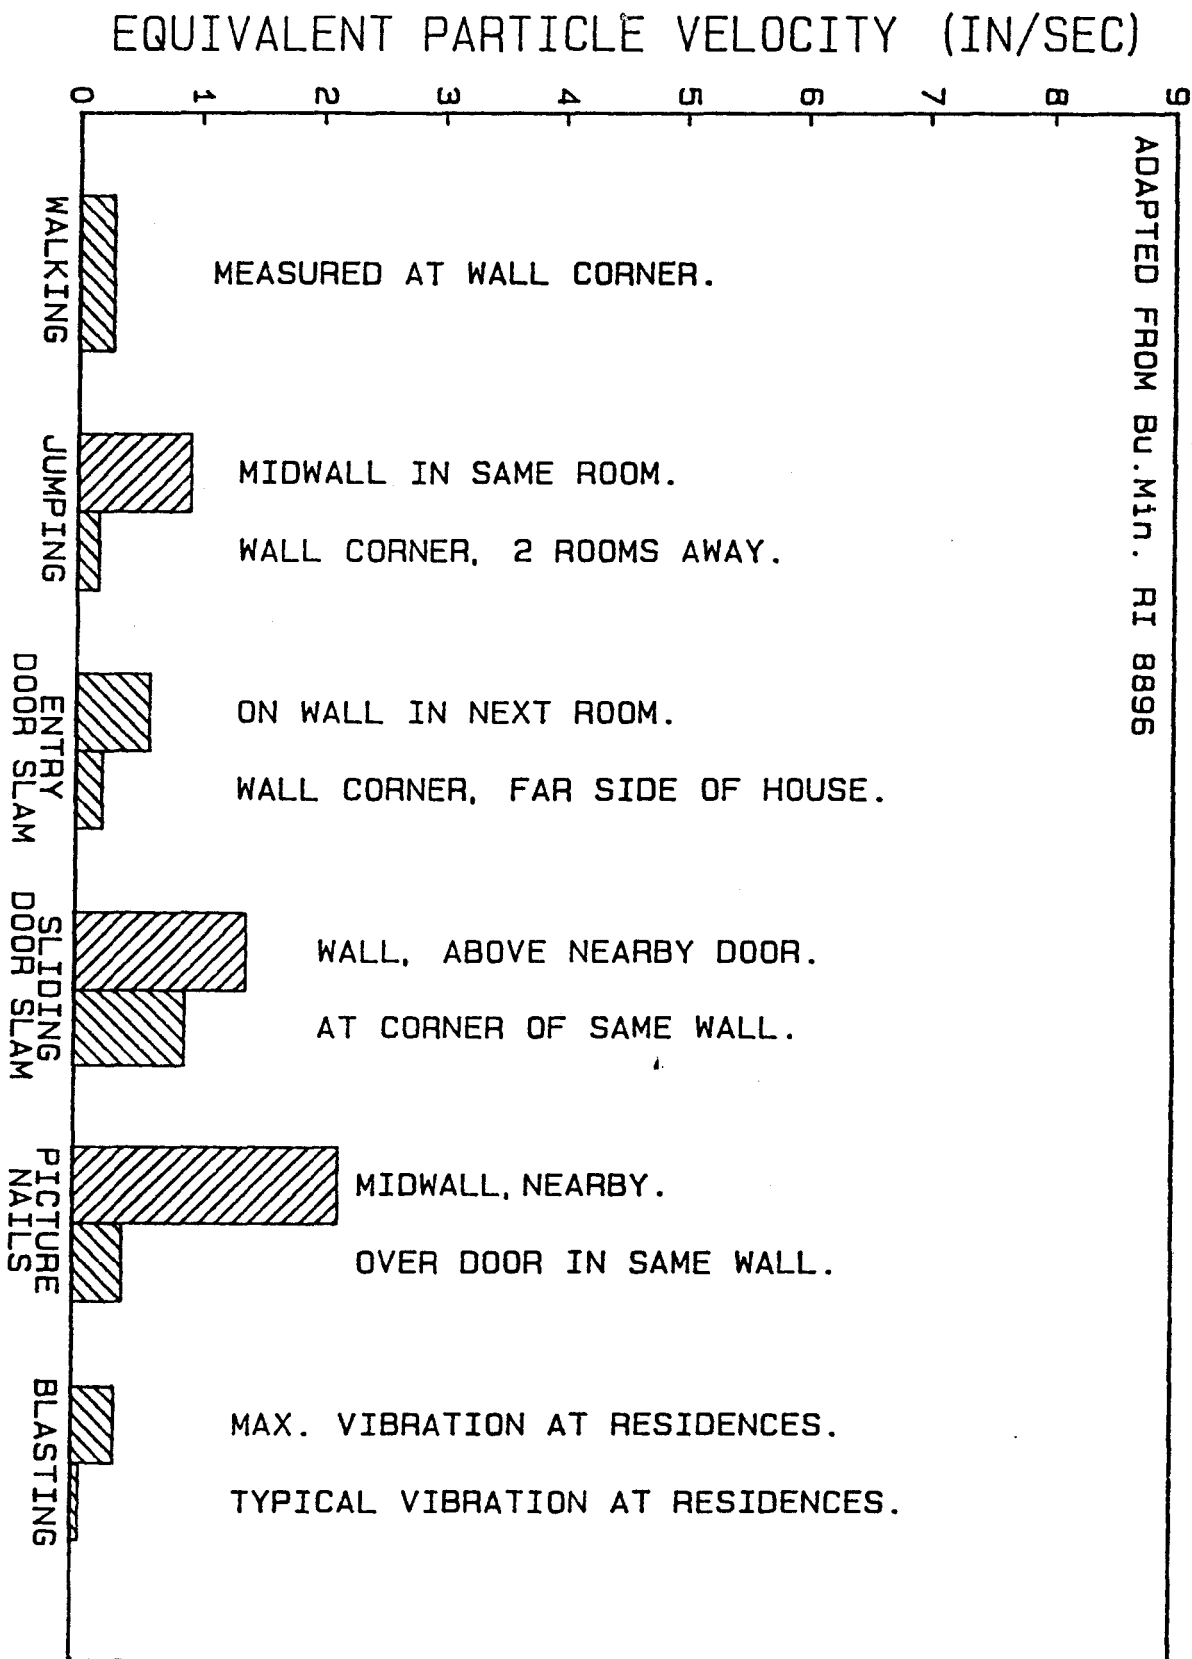 EQUIVALENT PARTICLE VELOCITY (IN/SEC)
0 1 2 3 4 5 6 7 8 9
ADAPTED FROM Bu.Min. RI 8896
WALKING
MEASURED AT WALL CORNER.
JUMPING
MIDWALL IN SAME ROOM.
WALL CORNER, 2 ROOMS AWAY.
ENTRY
DOOR SLAM
ON WALL IN NEXT ROOM.
WALL CORNER, FAR SIDE OF HOUSE.
SLIDING
DOOR SLAM
WALL, ABOVE NEARBY DOOR.
AT CORNER OF SAME WALL.
PICTURE
NAILS
MIDWALL, NEARBY.
OVER DOOR IN SAME WALL.
BLASTING
MAX. VIBRATION AT RESIDENCES.
TYPICAL VIBRATION AT RESIDENCES.